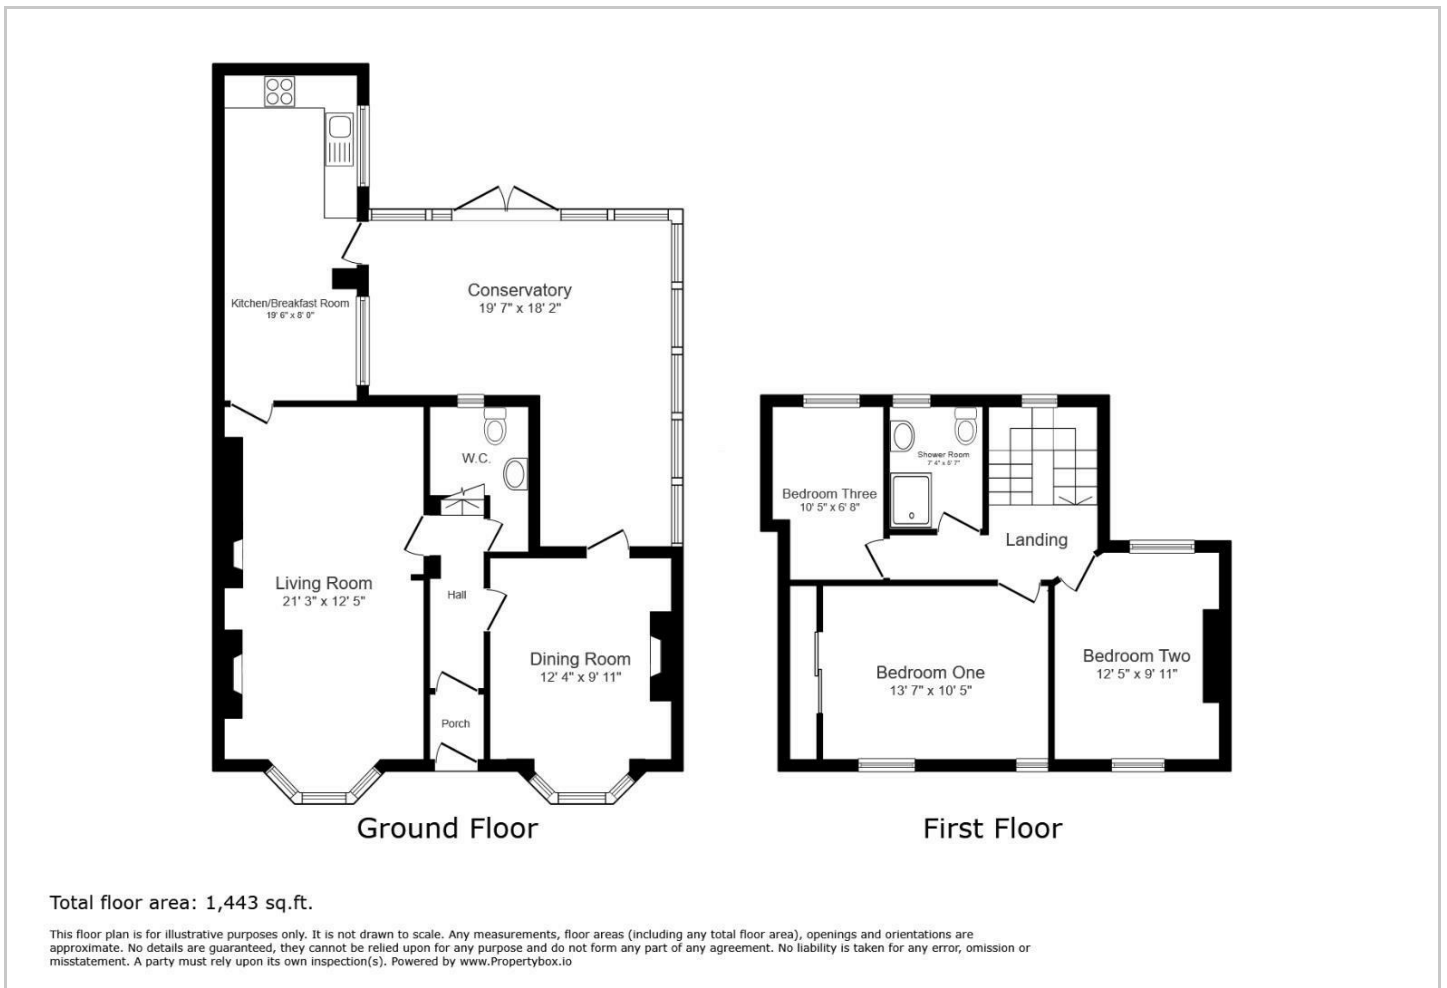 Kitchen/Breakfast Room
19' 6" x 8' 0"
Conservatory
19' 7" x 18' 2"
W.C.
Living Room
21' 3" x 12' 5"
Hall
Dining Room
12' 4" x 9' 11"
Porch
Ground Floor
Shower Room
7' 4" x 5' 7"
Bedroom Three
10' 5" x 6' 8"
Landing
Bedroom One
13' 7" x 10' 5"
Bedroom Two
12' 5" x 9' 11"
First Floor
Total floor area: 1,443 sq.ft.
This floor plan is for illustrative purposes only. It is not drawn to scale. Any measurements, floor areas (including any total floor area), openings and orientations are
approximate. No details are guaranteed, they cannot be relied upon for any purpose and do not form any part of any agreement. No liability is taken for any error, omission or
misstatement. A party must rely upon its own inspection(s). Powered by www.Propertybox.io